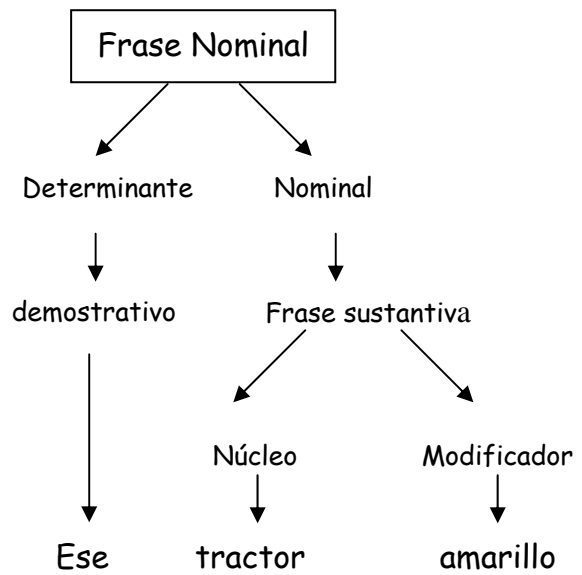 Frase Nominal
Determinante
Nominal
demostrativo
Frase sustantiva
Núcleo
Modificador
Ese
tractor
amarillo